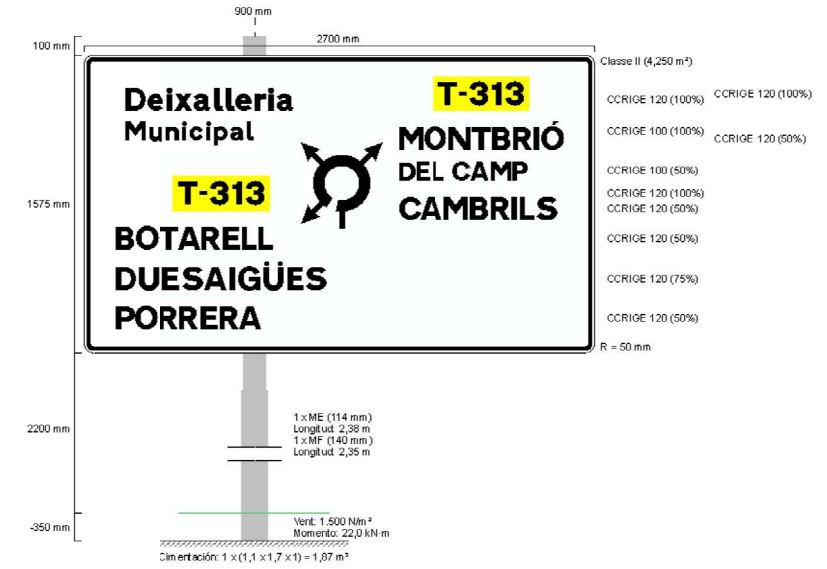 900 mm
100 mm
2700 mm
Classe II (4,250 m²)
Deixalleria
Municipal
T-313
MONTBRIÓ
DEL CAMP
CAMBRILS
T-313
BOTARELL
DUESAIGÜES
PORRERA
CCRIGE 120 (100%)
CCRIGE 120 (100%)
CCRIGE 100 (100%)
CCRIGE 120 (50%)
CCRIGE 100 (50%)
CCRIGE 120 (100%)
CCRIGE 120 (50%)
CCRIGE 120 (50%)
CCRIGE 120 (75%)
CCRIGE 120 (50%)
1575 mm
R = 50 mm
2200 mm
1 x ME (114 mm)
Longitud: 2,38 m
1 x MF (140 mm)
Longitud: 2,35 m
-350 mm
Vent: 1.500 N/m²
Momento: 22,0 kN·m
Cimentación: 1 x (1,1 x 1,7 x 1) = 1,87 m³